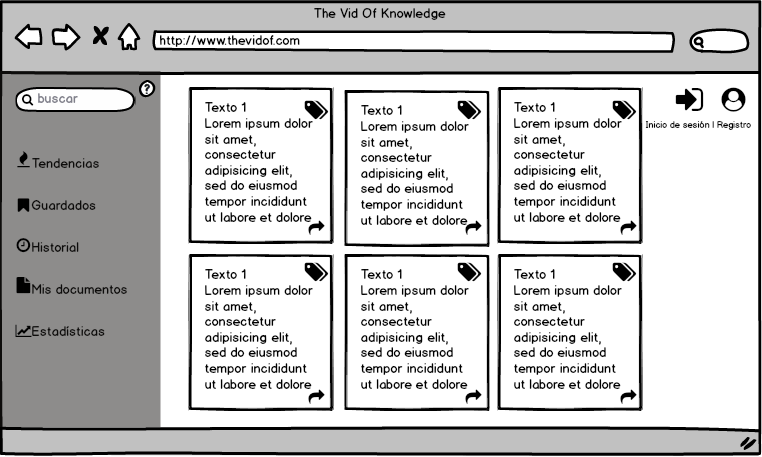 The Vid Of Knowledge
http://www.thevidof.com
buscar
?
Tendencias
Guardados
Historial
Mis documentos
Estadísticas
Texto 1
Lorem ipsum dolor
sit amet,
consectetur
adipisicing elit,
sed do eiusmod
tempor incididunt
ut labore et dolore
Texto 1
Lorem ipsum dolor
sit amet,
consectetur
adipisicing elit,
sed do eiusmod
tempor incididunt
ut labore et dolore
Texto 1
Lorem ipsum dolor
sit amet,
consectetur
adipisicing elit,
sed do eiusmod
tempor incididunt
ut labore et dolore
Inicio de sesión | Registro
Texto 1
Lorem ipsum dolor
sit amet,
consectetur
adipisicing elit,
sed do eiusmod
tempor incididunt
ut labore et dolore
Texto 1
Lorem ipsum dolor
sit amet,
consectetur
adipisicing elit,
sed do eiusmod
tempor incididunt
ut labore et dolore
Texto 1
Lorem ipsum dolor
sit amet,
consectetur
adipisicing elit,
sed do eiusmod
tempor incididunt
ut labore et dolore